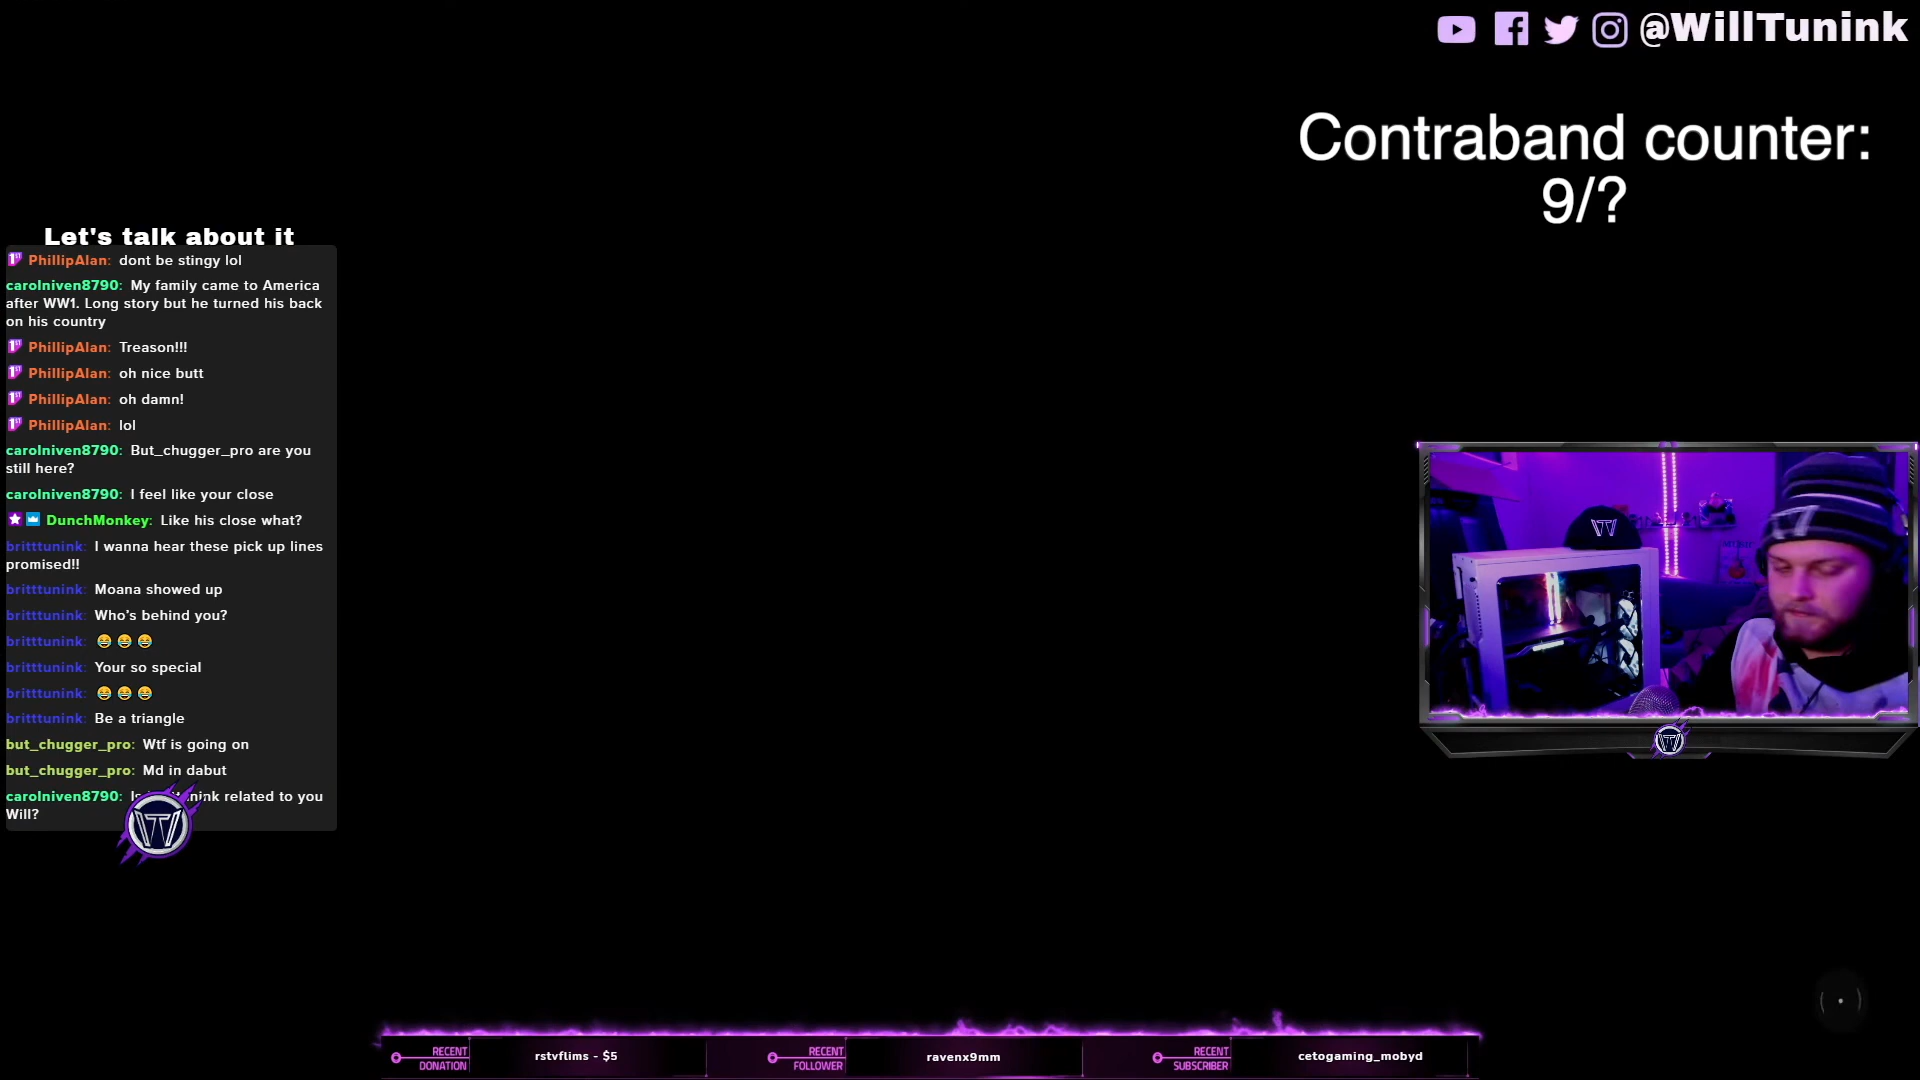 @WillTunink
Contraband counter:
9/?
Let's talk about it
PhillipAlan: dont be stingy lol
carolniven8790: My family came to America
after WW1. Long story but he turned his back
on his country
PhillipAlan: Treason!!!
PhillipAlan: oh nice butt
PhillipAlan: oh damn!
PhillipAlan: lol
carolniven8790: But_chugger_pro are you
still here?
carolniven8790: I feel like your close
DunchMonkey: Like his close what?
britttunink: I wanna hear these pick up lines
promised!!
britttunink: Moana showed up
britttunink: Who's behind you?
britttunink: 😂 😂 😂
britttunink: Your so special
britttunink: 😂 😂 😂
britttunink: Be a triangle
but_chugger_pro: Wtf is going on
but_chugger_pro: Md in dabut
carolniven8790: related to you
Will?
RECENT
DONATION
rstvflims - $5
RECENT
FOLLOWER
ravenx9mm
RECENT
SUBSCRIBER
cetogaming_mobyd